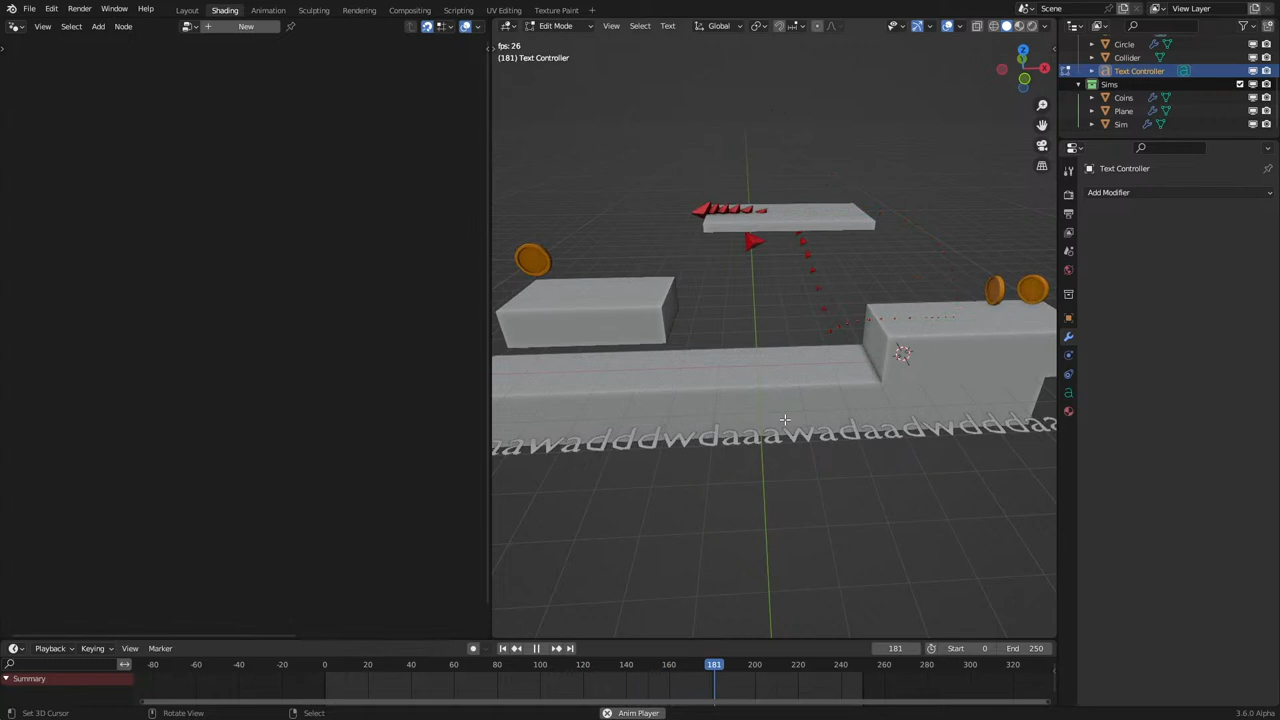 File Edit Render Window Help Layout Shading Animation Sculpting Rendering Compositing Scripting UV Editing Texture Paint Scene View Layer
View Select Add Node New Edit Mode View Select Text Global
fps: 26
(181) Text Controller
Circle
Collider
Text Controller
Sims
Coins
Plane
Sim
Text Controller
Add Modifier
aawadddwdaaawadaadwdddaa
Playback Keying View Marker 181 Start 0 End 250
-80 -60 -40 -20 0 20 40 60 80 100 120 140 160 181 200 220 240 260 280 300 320
Summary
Set 3D Cursor Rotate View Select Anim Player 3.6.0 Alpha